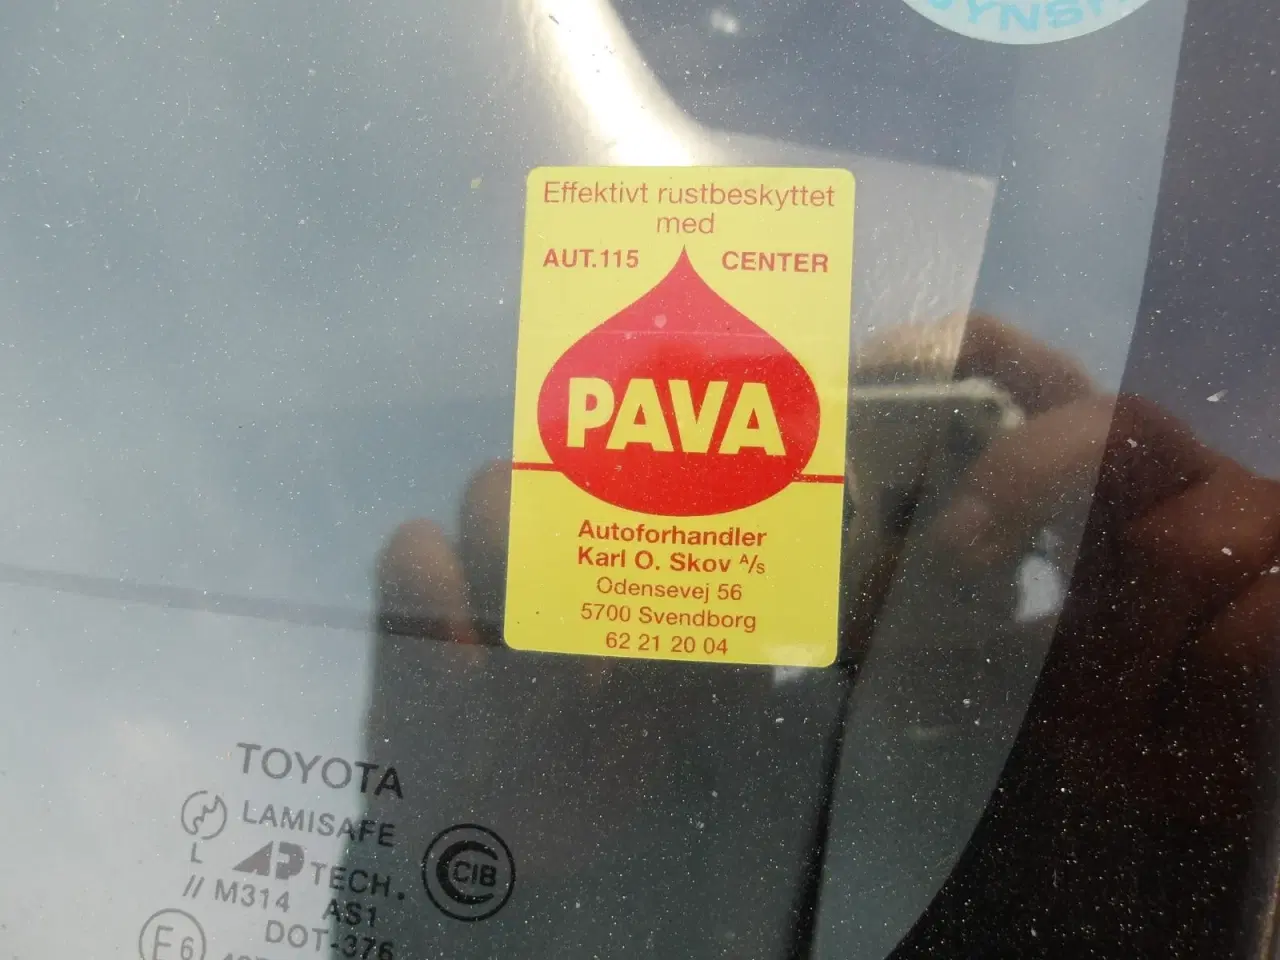 Effektivt rustbeskyttet
med
AUT.115 CENTER
PAVA
Autoforhandler
Karl O. Skov A/S
Odensevej 56
5700 Svendborg
62 21 20 04
TOYOTA
LAMISAFE
L AP TECH.
// M314 AS1
DOT-376
CIB
E6